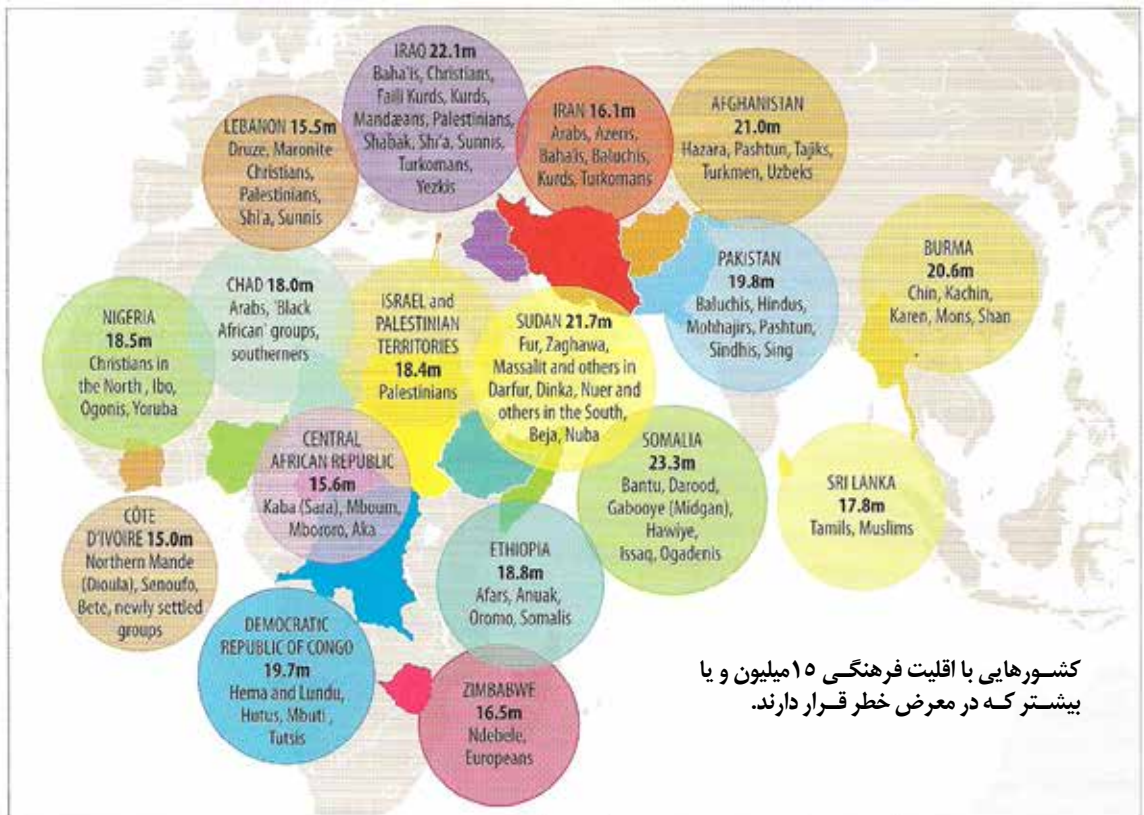 IRAQ 22.1m
Baha'is, Christians,
Faili Kurds, Kurds,
Mandæans, Palestinians,
Shabak, Shi'a, Sunnis,
Turkomans,
Yezkis
IRAN 16.1m
Arabs, Azeris,
Baha'is, Baluchis,
Kurds, Turkomans
AFGHANISTAN
21.0m
Hazara, Pashtun, Tajiks,
Turkmen, Uzbeks
LEBANON 15.5m
Druze, Maronite
Christians,
Palestinians,
Shi'a, Sunnis
BURMA
20.6m
Chin, Kachin,
Karen, Mons, Shan
PAKISTAN
19.8m
Baluchis, Hindus,
Mohhajirs, Pashtun,
Sindhis, Sing
CHAD 18.0m
Arabs, 'Black
African' groups,
southerners
ISRAEL and
PALESTINIAN
TERRITORIES
18.4m
Palestinians
NIGERIA
18.5m
Christians in
the North , Ibo,
Ogonis, Yoruba
SUDAN 21.7m
Fur, Zaghawa,
Massalit and others in
Darfur, Dinka, Nuer and
others in the South,
Beja, Nuba
CENTRAL
AFRICAN REPUBLIC
15.6m
Kaba (Sara), Mboum,
Mbororo, Aka
SOMALIA
23.3m
Bantu, Darood,
Gabooye (Midgan),
Hawiye,
Issaq, Ogadenis
SRI LANKA
17.8m
Tamils, Muslims
CÔTE
D'IVOIRE 15.0m
Northern Mande
(Dioula), Senoufo,
Bete, newly settled
groups
ETHIOPIA
18.8m
Afars, Anuak,
Oromo, Somalis
DEMOCRATIC
REPUBLIC OF CONGO
19.7m
Hema and Lundu,
Hutus, Mbuti ,
Tutsis
ZIMBABWE
16.5m
Ndebele,
Europeans
کشورهایی با اقلیت فرهنگی ۱۵میلیون و یا
بیشتر که در معرض خطر قرار دارند.